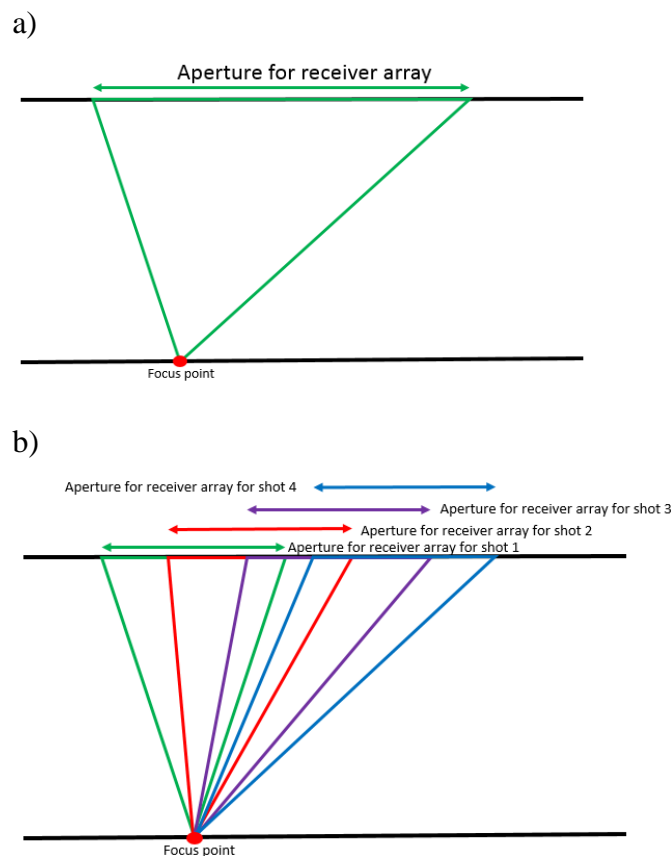 a)
Aperture for receiver array
Focus point
b)
Aperture for receiver array for shot 4
Aperture for receiver array for shot 3
Aperture for receiver array for shot 2
Aperture for receiver array for shot 1
Focus point